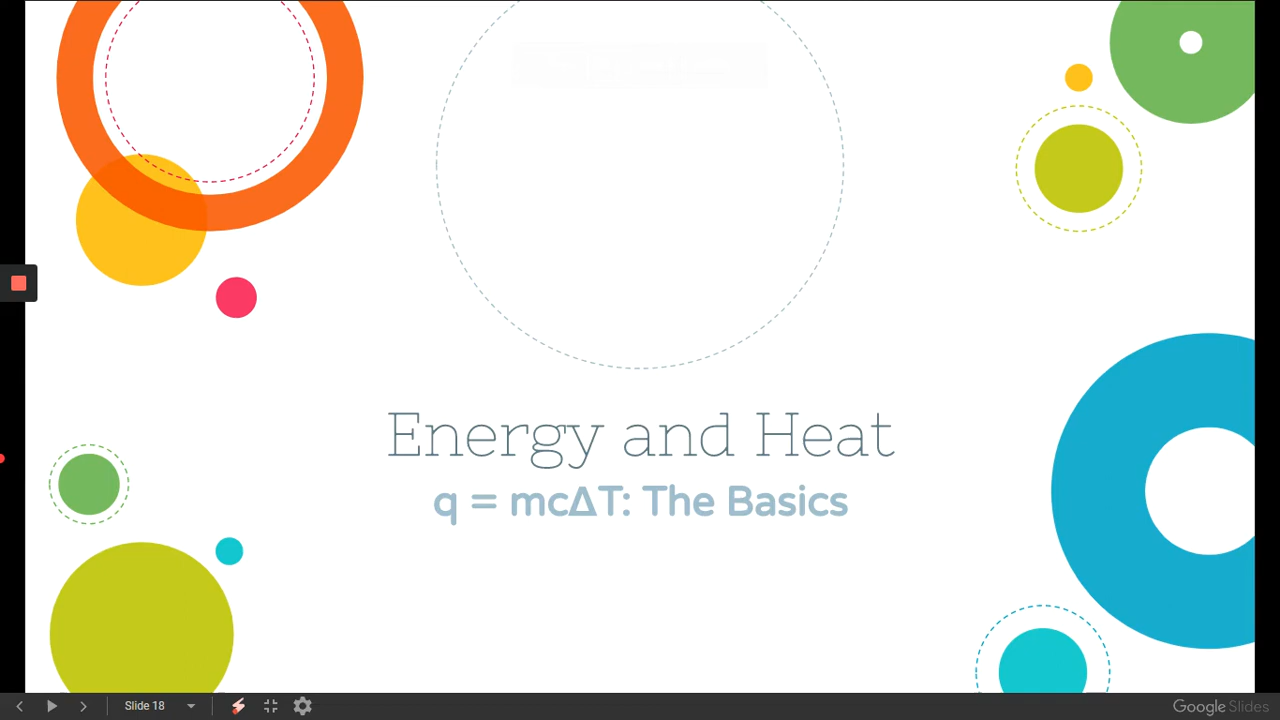 Energy and Heat
q = mcΔT: The Basics
Slide 18
Google Slides